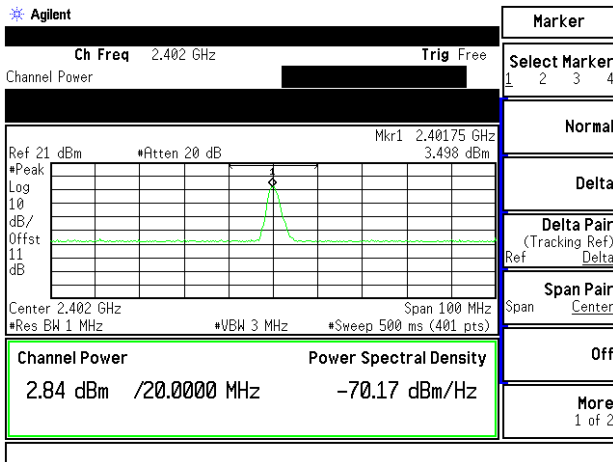 Agilent
Marker
Ch Freq 2.402 GHz Trig Free
Channel Power
Select Marker
1 2 3 4
Normal
Delta
Delta Pair
(Tracking Ref)
Ref Delta
Span Pair
Span Center
Off
More
1 of 2
Mkr1 2.40175 GHz
Ref 21 dBm #Atten 20 dB 3.498 dBm
#Peak
Log
10
dB/
Offst
11
dB
1
Center 2.402 GHz Span 100 MHz
#Res BW 1 MHz #VBW 3 MHz #Sweep 500 ms (401 pts)
Channel Power Power Spectral Density
2.84 dBm /20.0000 MHz -70.17 dBm/Hz